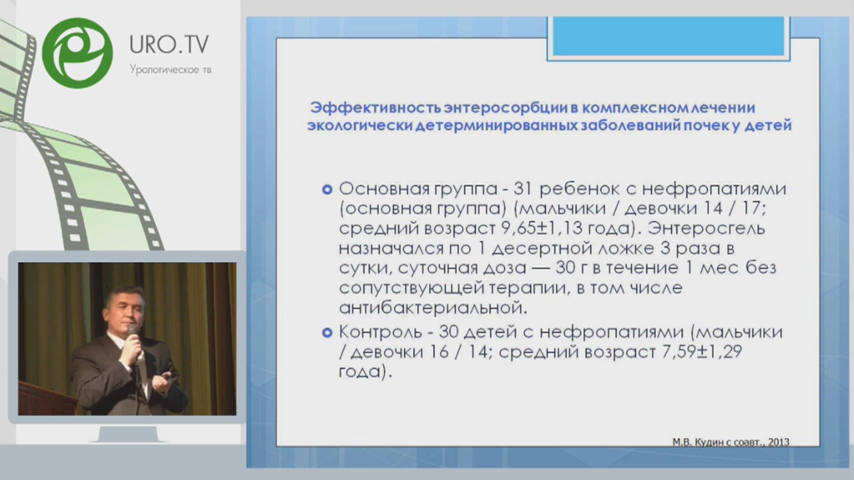 URO.TV
Урологическое тв
Эффективность энтеросорбции в комплексном лечении
экологически детерминированных заболеваний почек у детей
Основная группа - 31 ребенок с нефропатиями
(основная группа) (мальчики / девочки 14 / 17;
средний возраст 9,65±1,13 года). Энтеросгель
назначался по 1 десертной ложке 3 раза в
сутки, суточная доза — 30 г в течение 1 мес без
сопутствующей терапии, в том числе
антибактериальной.
Контроль - 30 детей с нефропатиями (мальчики
/ девочки 16 / 14; средний возраст 7,59±1,29
года).
М.В. Кудин с соавт., 2013